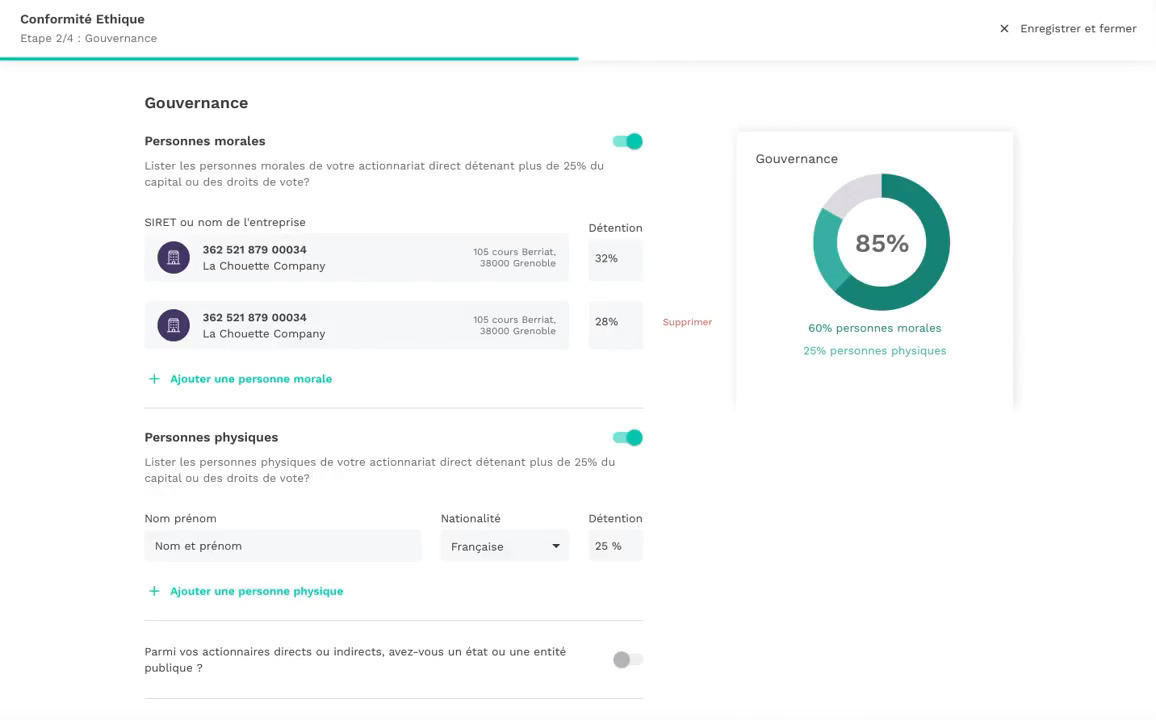 Conformité Ethique
Etape 2/4 : Gouvernance
Enregistrer et fermer
Gouvernance
Personnes morales
Lister les personnes morales de votre actionnariat direct détenant plus de 25% du
capital ou des droits de vote?
SIRET ou nom de l'entreprise
Détention
362 521 879 00034
La Chouette Company
105 cours Berriat,
38000 Grenoble
32%
362 521 879 00034
La Chouette Company
105 cours Berriat,
38000 Grenoble
28%
Supprimer
Ajouter une personne morale
Personnes physiques
Lister les personnes physiques de votre actionnariat direct détenant plus de 25% du
capital ou des droits de vote?
Nom prénom
Nationalité
Détention
Nom et prénom
Française
25 %
Ajouter une personne physique
Parmi vos actionnaires directs ou indirects, avez-vous un état ou une entité
publique ?
Gouvernance
85%
60% personnes morales
25% personnes physiques